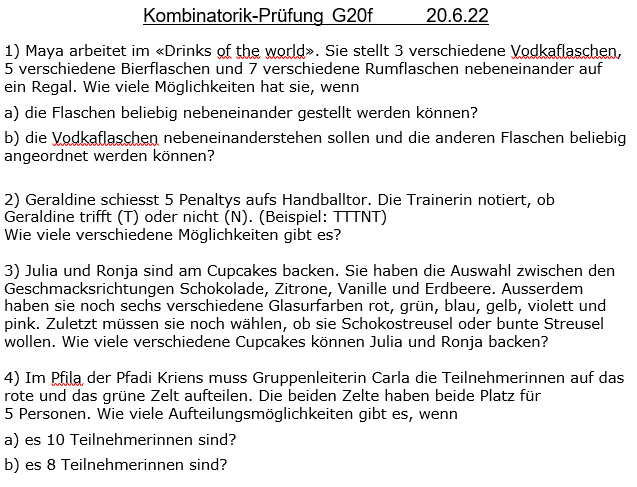 Kombinatorik-Prüfung G20f 20.6.22
1) Maya arbeitet im «Drinks of the world». Sie stellt 3 verschiedene Vodkaflaschen,
5 verschiedene Bierflaschen und 7 verschiedene Rumflaschen nebeneinander auf
ein Regal. Wie viele Möglichkeiten hat sie, wenn
a) die Flaschen beliebig nebeneinander gestellt werden können?
b) die Vodkaflaschen nebeneinanderstehen sollen und die anderen Flaschen beliebig
angeordnet werden können?
2) Geraldine schiesst 5 Penaltys aufs Handballtor. Die Trainerin notiert, ob
Geraldine trifft (T) oder nicht (N). (Beispiel: TTTNT)
Wie viele verschiedene Möglichkeiten gibt es?
3) Julia und Ronja sind am Cupcakes backen. Sie haben die Auswahl zwischen den
Geschmacksrichtungen Schokolade, Zitrone, Vanille und Erdbeere. Ausserdem
haben sie noch sechs verschiedene Glasurfarben rot, grün, blau, gelb, violett und
pink. Zuletzt müssen sie noch wählen, ob sie Schokostreusel oder bunte Streusel
wollen. Wie viele verschiedene Cupcakes können Julia und Ronja backen?
4) Im Pfila der Pfadi Kriens muss Gruppenleiterin Carla die Teilnehmerinnen auf das
rote und das grüne Zelt aufteilen. Die beiden Zelte haben beide Platz für
5 Personen. Wie viele Aufteilungsmöglichkeiten gibt es, wenn
a) es 10 Teilnehmerinnen sind?
b) es 8 Teilnehmerinnen sind?